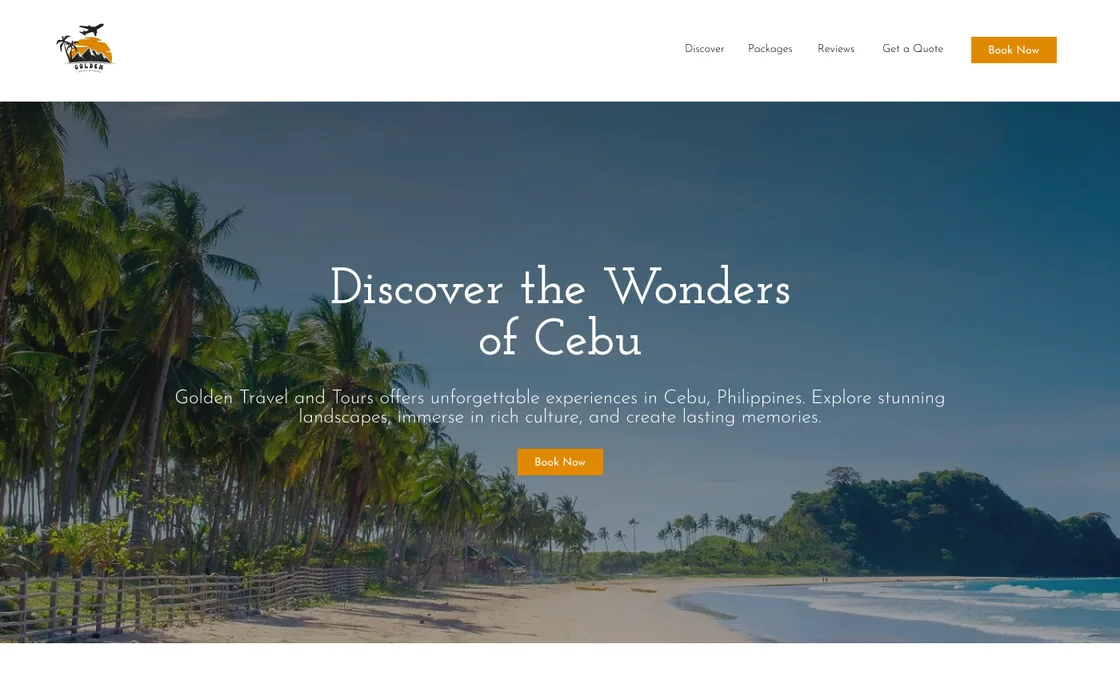 GOLDEN
Discover
Packages
Reviews
Get a Quote
Book Now
Discover the Wonders
of Cebu
Golden Travel and Tours offers unforgettable experiences in Cebu, Philippines. Explore stunning
landscapes, immerse in rich culture, and create lasting memories.
Book Now